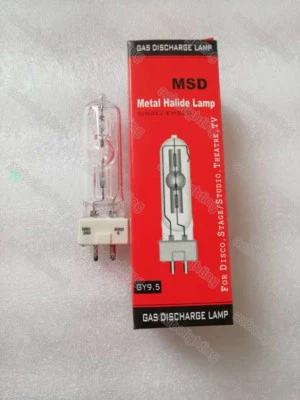 GAS DISCHARGE LAMP
MSD
Metal Halide Lamp
FOR DISCO, STAGE/STUDIO, THEATRE, TV
GY9.5
GAS DISCHARGE LAMP